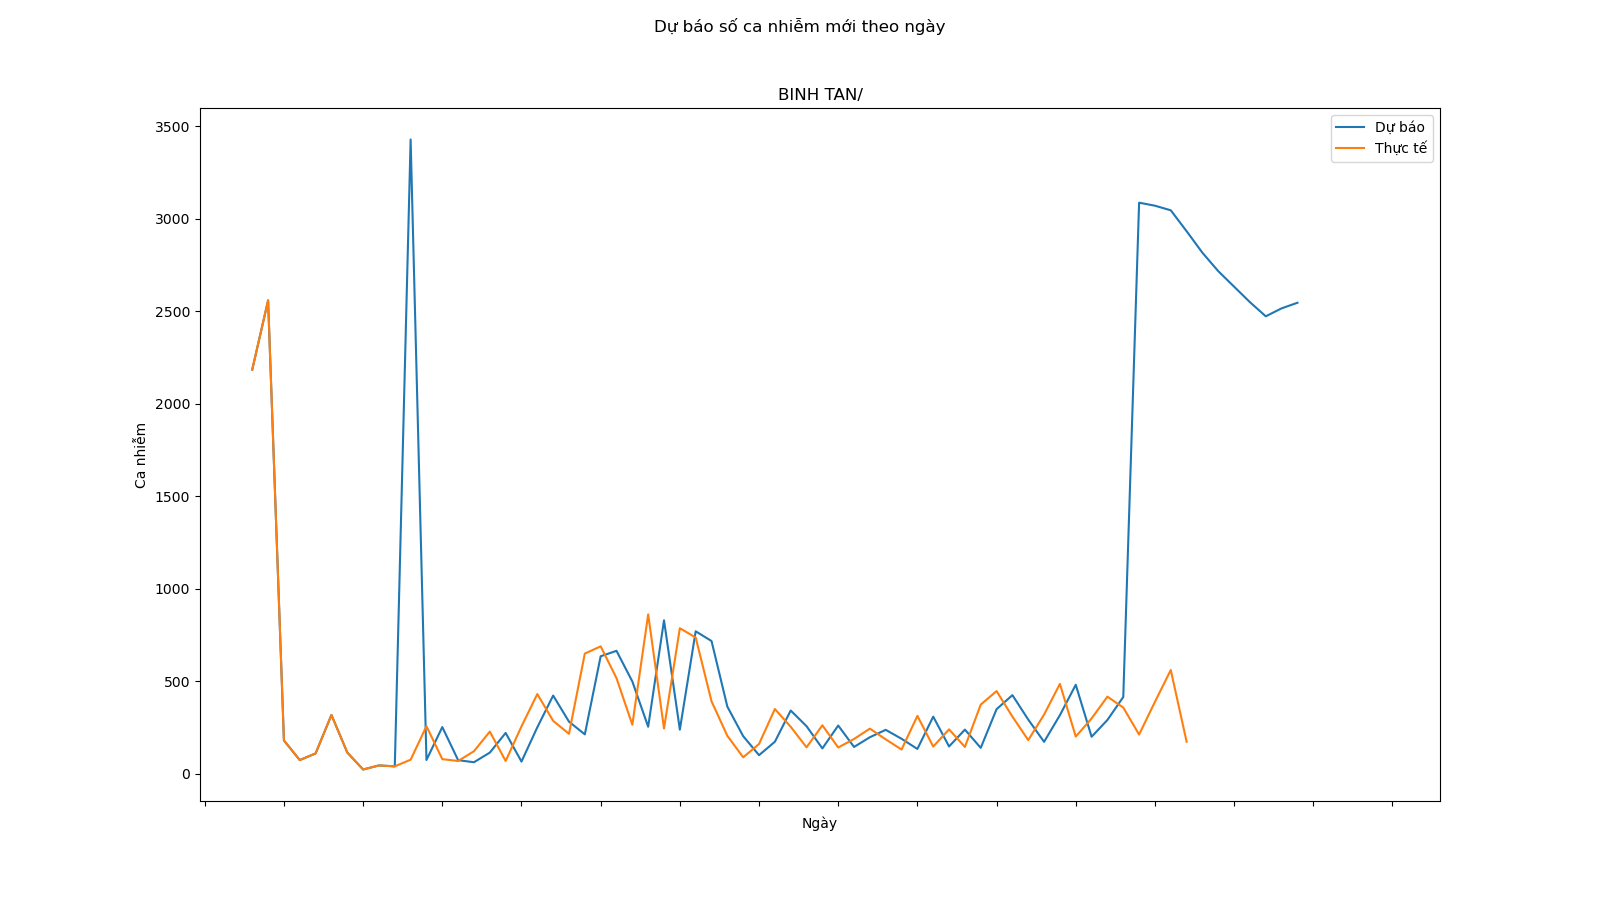 Dự báo số ca nhiễm mới theo ngày
BINH TAN/
Dự báo
Thực tế
3500
3000
2500
2000
1500
1000
500
0
Ca nhiễm
Ngày